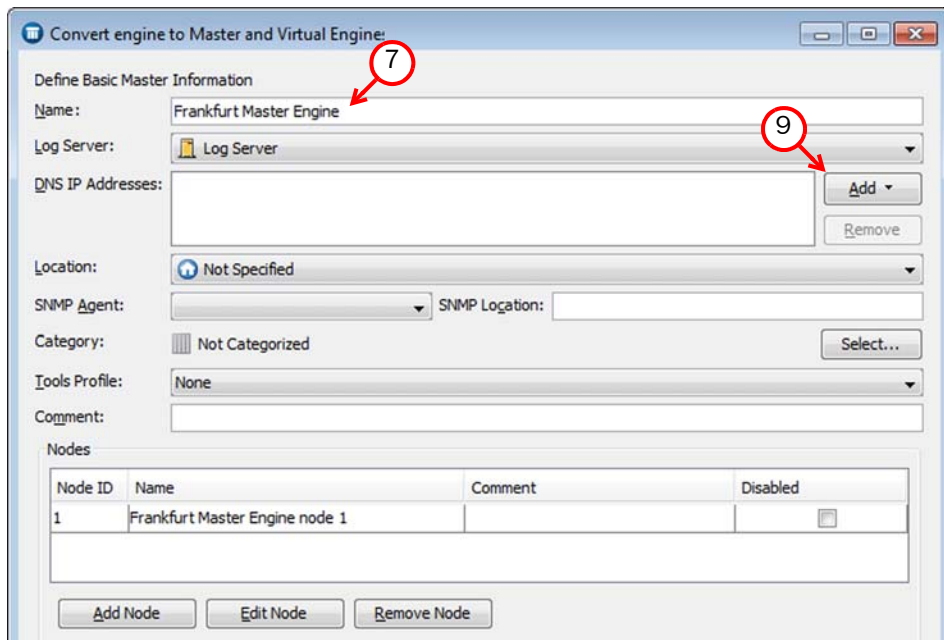 Convert engine to Master and Virtual Engines
7
Define Basic Master Information
Name: Frankfurt Master Engine
9
Log Server: Log Server
DNS IP Addresses: Add
Remove
Location: Not Specified
SNMP Agent: SNMP Location:
Category: Not Categorized Select...
Tools Profile: None
Comment:
Nodes
Node ID Name Comment Disabled
1 Frankfurt Master Engine node 1
Add Node Edit Node Remove Node